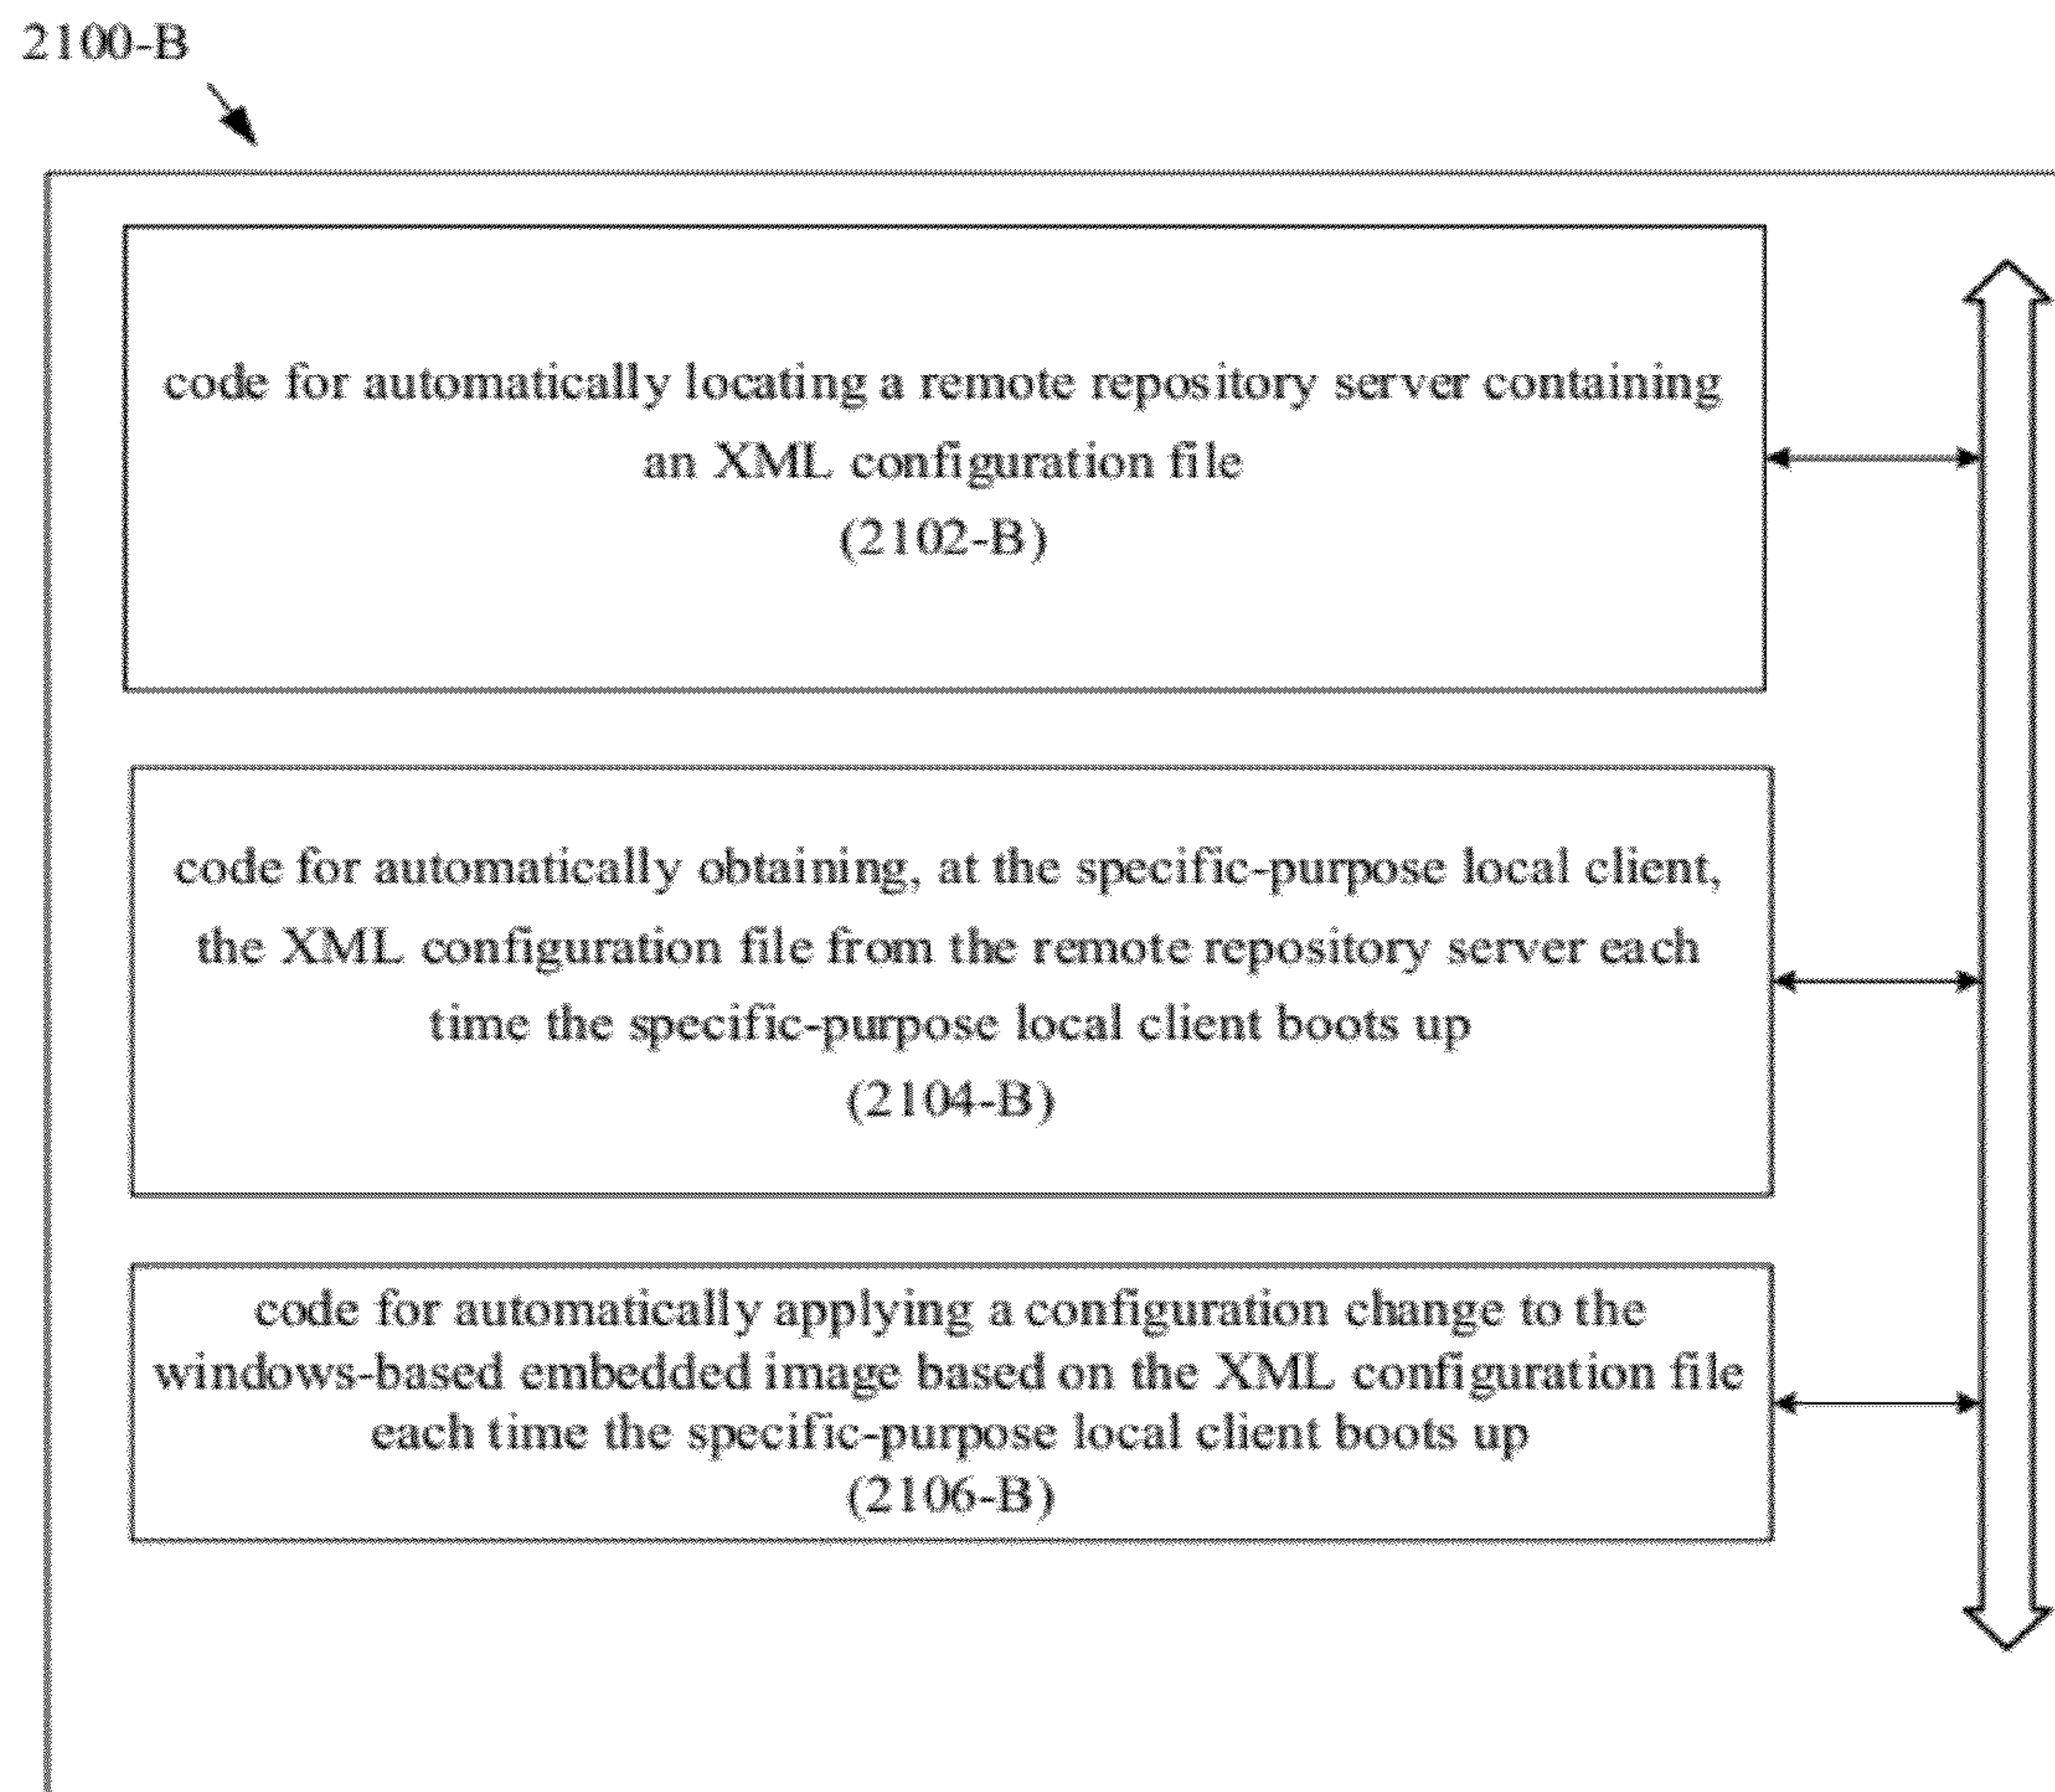 2100-B
code for automatically locating a remote repository server containing
an XML configuration file
(2102-B)
code for automatically obtaining, at the specific-purpose local client,
the XML configuration file from the remote repository server each
time the specific-purpose local client boots up
(2104-B)
code for automatically applying a configuration change to the
windows-based embedded image based on the XML configuration file
each time the specific-purpose local client boots up
(2106-B)